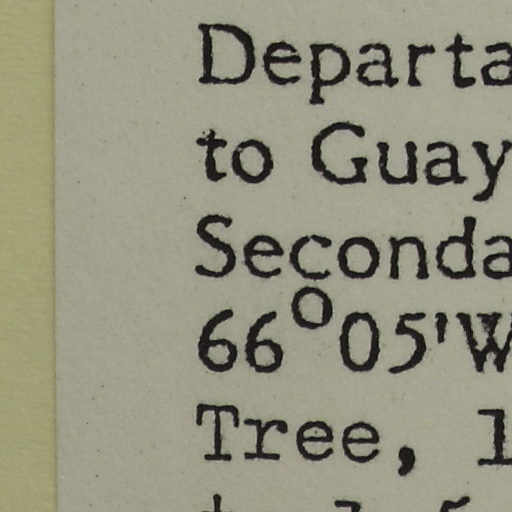 Departa
to Guay
Seconda
66°05'W
Tree, 1